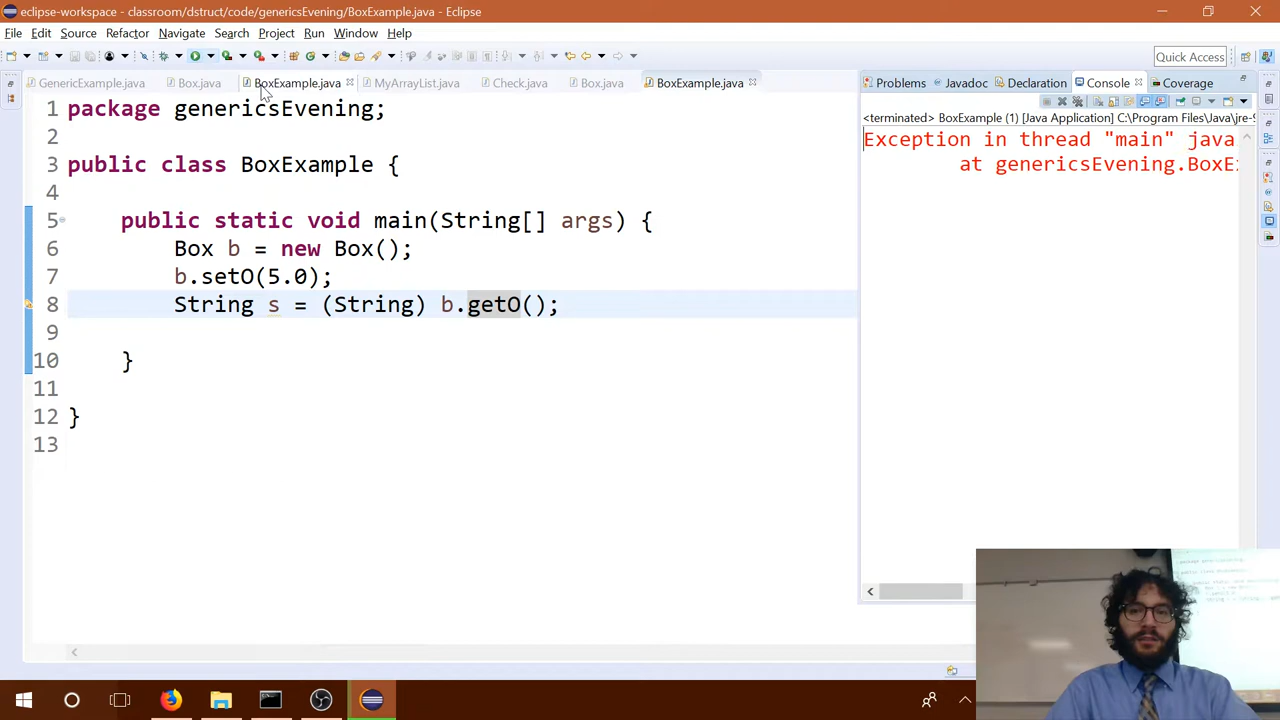 eclipse-workspace - classroom/dstruct/code/genericsEvening/BoxExample.java - Eclipse
File Edit Source Refactor Navigate Search Project Run Window Help
Quick Access
GenericExample.java Box.java BoxExample.java MyArrayList.java Check.java Box.java BoxExample.java
Problems Javadoc Declaration Console Coverage
<terminated> BoxExample (1) [Java Application] C:\Program Files\Java\jre-9
Exception in thread "main" java
at genericsEvening.BoxE
1 package genericsEvening;
2
3 public class BoxExample {
4
5 public static void main(String[] args) {
6 Box b = new Box();
7 b.setO(5.0);
8 String s = (String) b.getO();
9
10 }
11
12 }
13